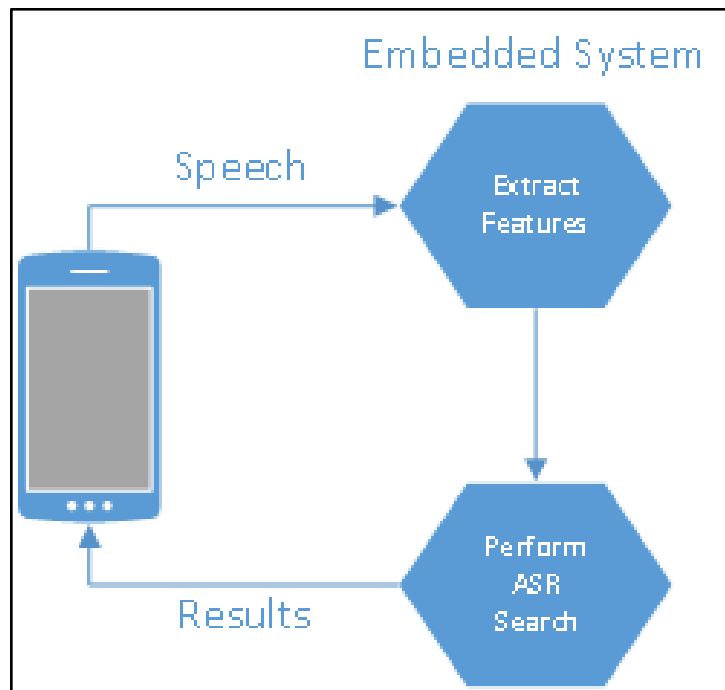 Embedded System
Speech
Extract
Features
Perform
ASR
Search
Results